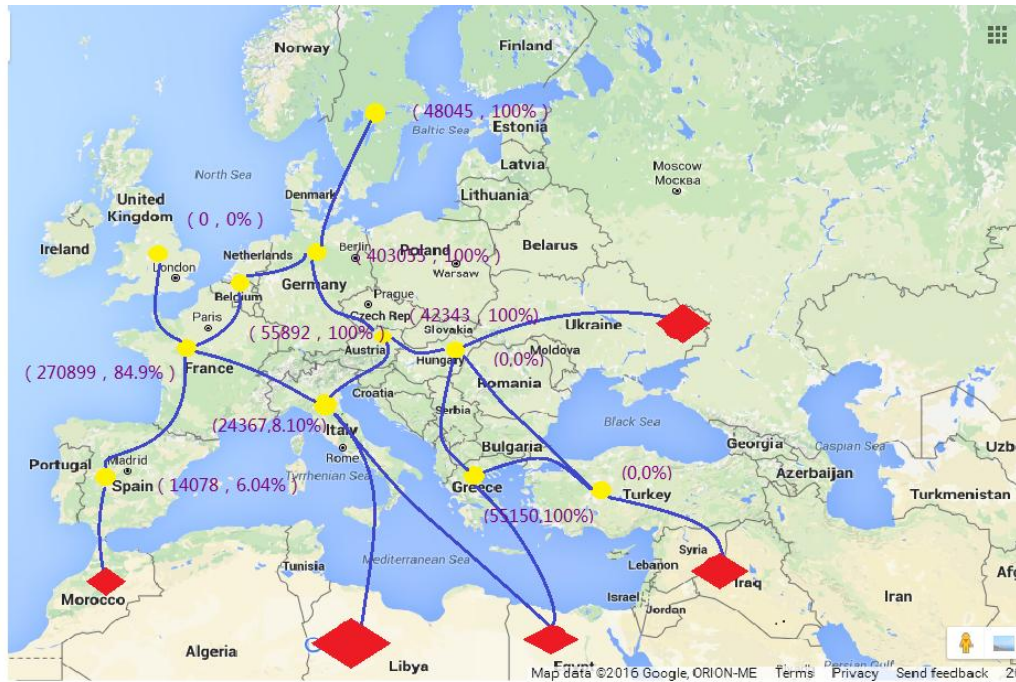 Norway
Finland
( 48045 , 100% )
Baltic Sea
Estonia
Latvia
Moscow
Москва
North Sea
Denmark
Lithuania
United
Kingdom
( 0 , 0% )
Ireland
London
Netherlands
Berlin
Poland
Belarus
Warsaw
Belgium
Germany
Prague
Paris
Czech Rep
( 42343 , 100% )
Slovakia
Ukraine
( 55892 , 100% )
Austria
Hungary
(0,0%)
Moldova
France
( 270899 , 84.9% )
Romania
Croatia
Serbia
(24367,8.10%)
Italy
Black Sea
Bulgaria
Georgia
Caspian Sea
Rome
Portugal
Madrid
Tyrrhenian Sea
Azerbaijan
Spain
( 14078 , 6.04% )
Greece
(0,0%)
Turkey
Turkmenistan
(55150,100%)
Mediterranean Sea
Syria
Lebanon
Tunisia
Iraq
Iran
Morocco
Israel
Jordan
Algeria
Libya
Egypt
Persian Gulf
Map data ©2016 Google, ORION-ME Terms Privacy Send feedback